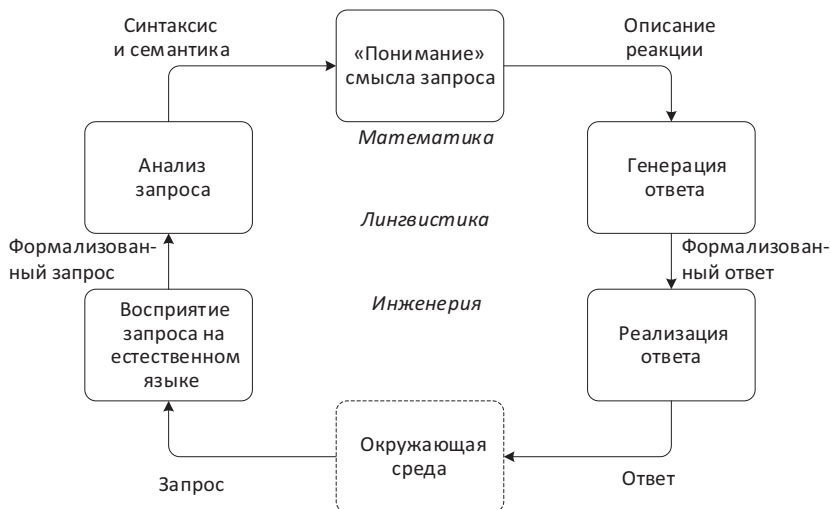 Синтаксис
и семантика
«Понимание»
смысла запроса
Описание
реакции
Математика
Анализ
запроса
Генерация
ответа
Лингвистика
Формализован-
ный запрос
Формализован-
ный ответ
Восприятие
запроса на
естественном
языке
Инженерия
Реализация
ответа
Окружающая
среда
Запрос
Ответ